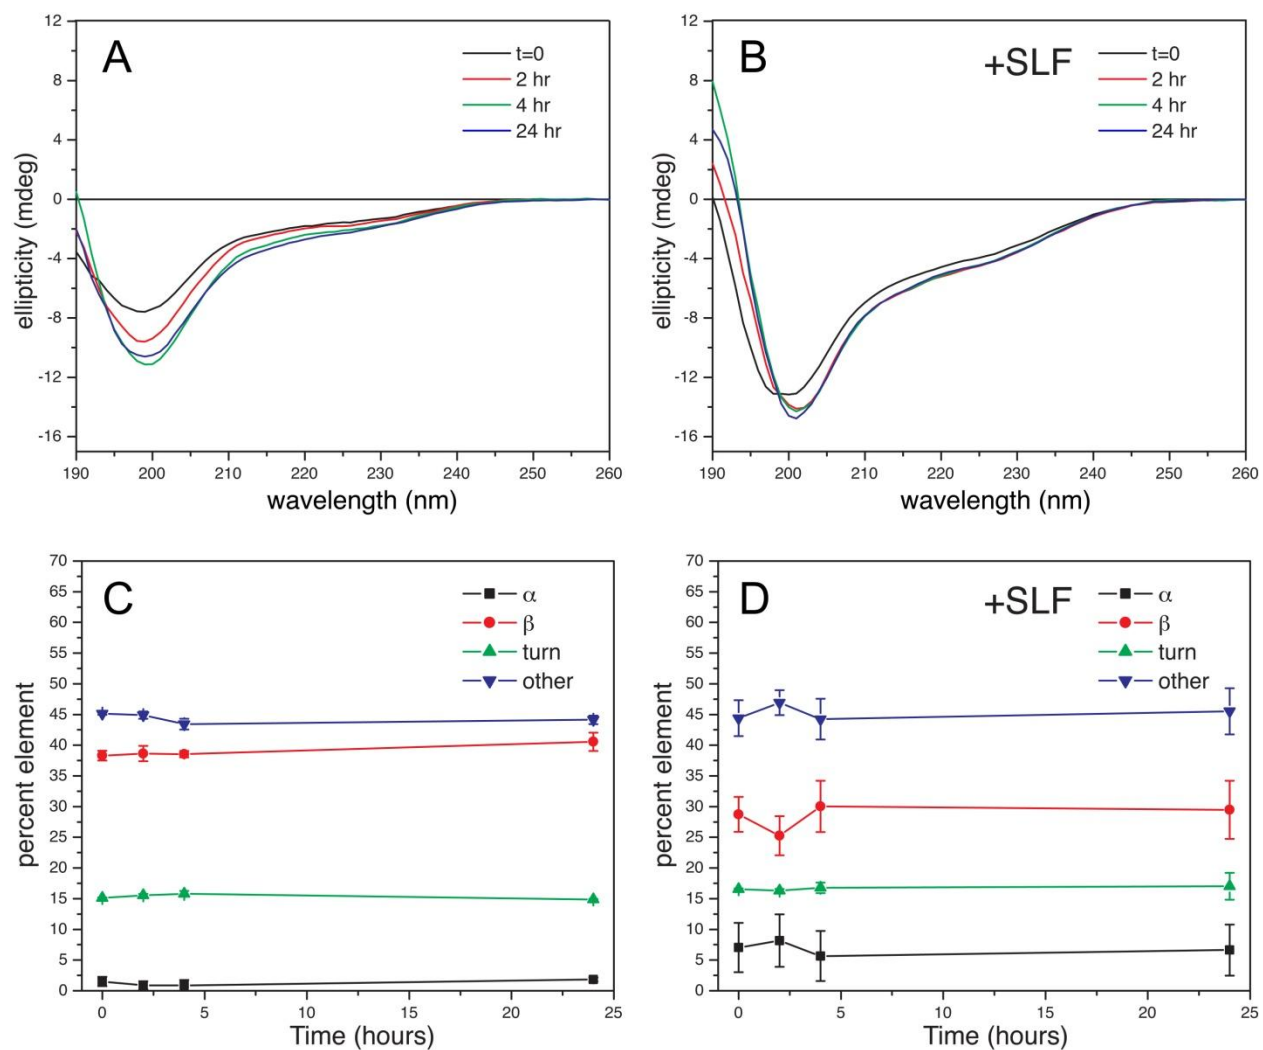 A
t=0
2 hr
4 hr
24 hr
12
8
4
0
-4
-8
-12
-16
ellipticity (mdeg)
190 200 210 220 230 240 250 260
wavelength (nm)
B
+SLF
t=0
2 hr
4 hr
24 hr
12
8
4
0
-4
-8
-12
-16
ellipticity (mdeg)
190 200 210 220 230 240 250 260
wavelength (nm)
C
α
β
turn
other
70
65
60
55
50
45
40
35
30
25
20
15
10
5
0
percent element
0 5 10 15 20 25
Time (hours)
D
+SLF
α
β
turn
other
70
65
60
55
50
45
40
35
30
25
20
15
10
5
0
percent element
0 5 10 15 20 25
Time (hours)